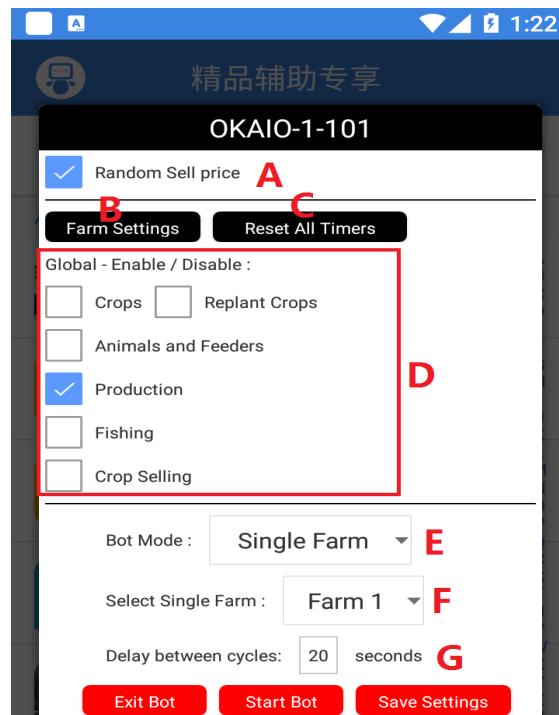 A 1:22
精品辅助专享
OKAIO-1-101
Random Sell price A
B C
Farm Settings Reset All Timers
Global - Enable / Disable :
Crops Replant Crops
Animals and Feeders
D
Production
Fishing
Crop Selling
Bot Mode : Single Farm E
Select Single Farm : Farm 1 F
Delay between cycles: 20 seconds G
Exit Bot Start Bot Save Settings